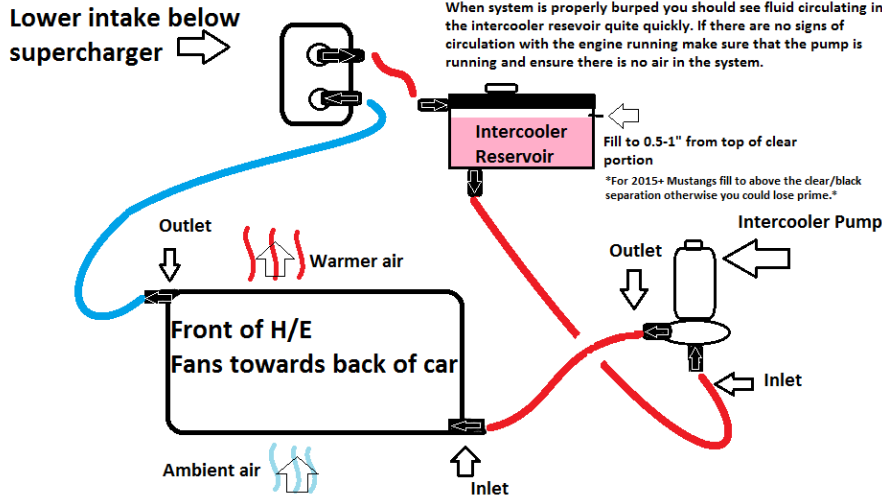 Lower intake below
supercharger
When system is properly burped you should see fluid circulating in
the intercooler resevoir quite quickly. If there are no signs of
circulation with the engine running make sure that the pump is
running and ensure there is no air in the system.
Intercooler
Reservoir
Fill to 0.5-1" from top of clear
portion
*For 2015+ Mustangs fill to above the clear/black
separation otherwise you could lose prime.*
Intercooler Pump
Outlet
Outlet
Warmer air
Front of H/E
Fans towards back of car
Inlet
Ambient air
Inlet